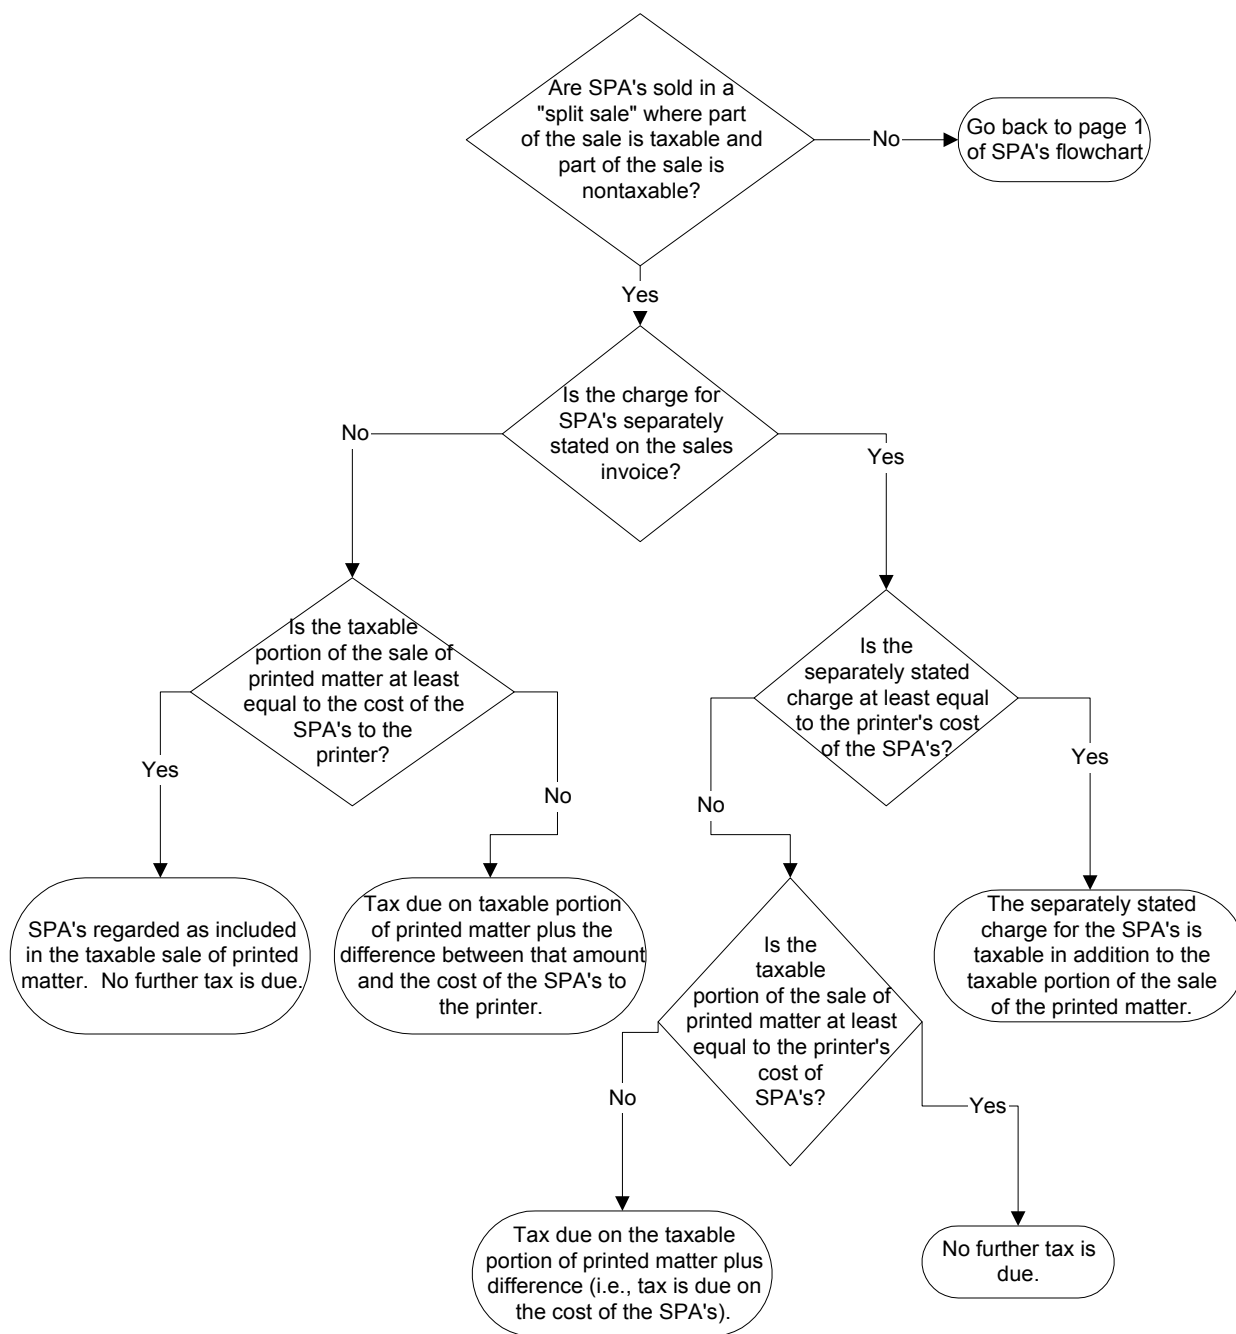 Are SPA's sold in a
"split sale" where part
of the sale is taxable and
part of the sale is
nontaxable?
No
Go back to page 1
of SPA's flowchart
Yes
Is the charge for
SPA's separately
stated on the sales
invoice?
No
Yes
Is the taxable
portion of the sale of
printed matter at least
equal to the cost of the
SPA's to the
printer?
Is the
separately stated
charge at least equal
to the printer's cost
of the SPA's?
Yes
No
No
Yes
SPA's regarded as included
in the taxable sale of printed
matter.  No further tax is due.
Tax due on taxable portion
of printed matter plus the
difference between that amount
and the cost of the SPA's to
the printer.
Is the
taxable
portion of the sale of
printed matter at least
equal to the printer's
cost of
SPA's?
The separately stated
charge for the SPA's is
taxable in addition to the
taxable portion of the sale
of the printed matter.
No
Yes
Tax due on the taxable
portion of printed matter plus
difference (i.e., tax is due on
the cost of the SPA's).
No further tax is
due.